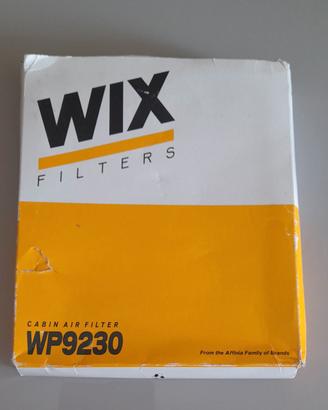 WIX
FILTERS
CABIN AIR FILTER
WP9230
From the Affinia Family of Brands